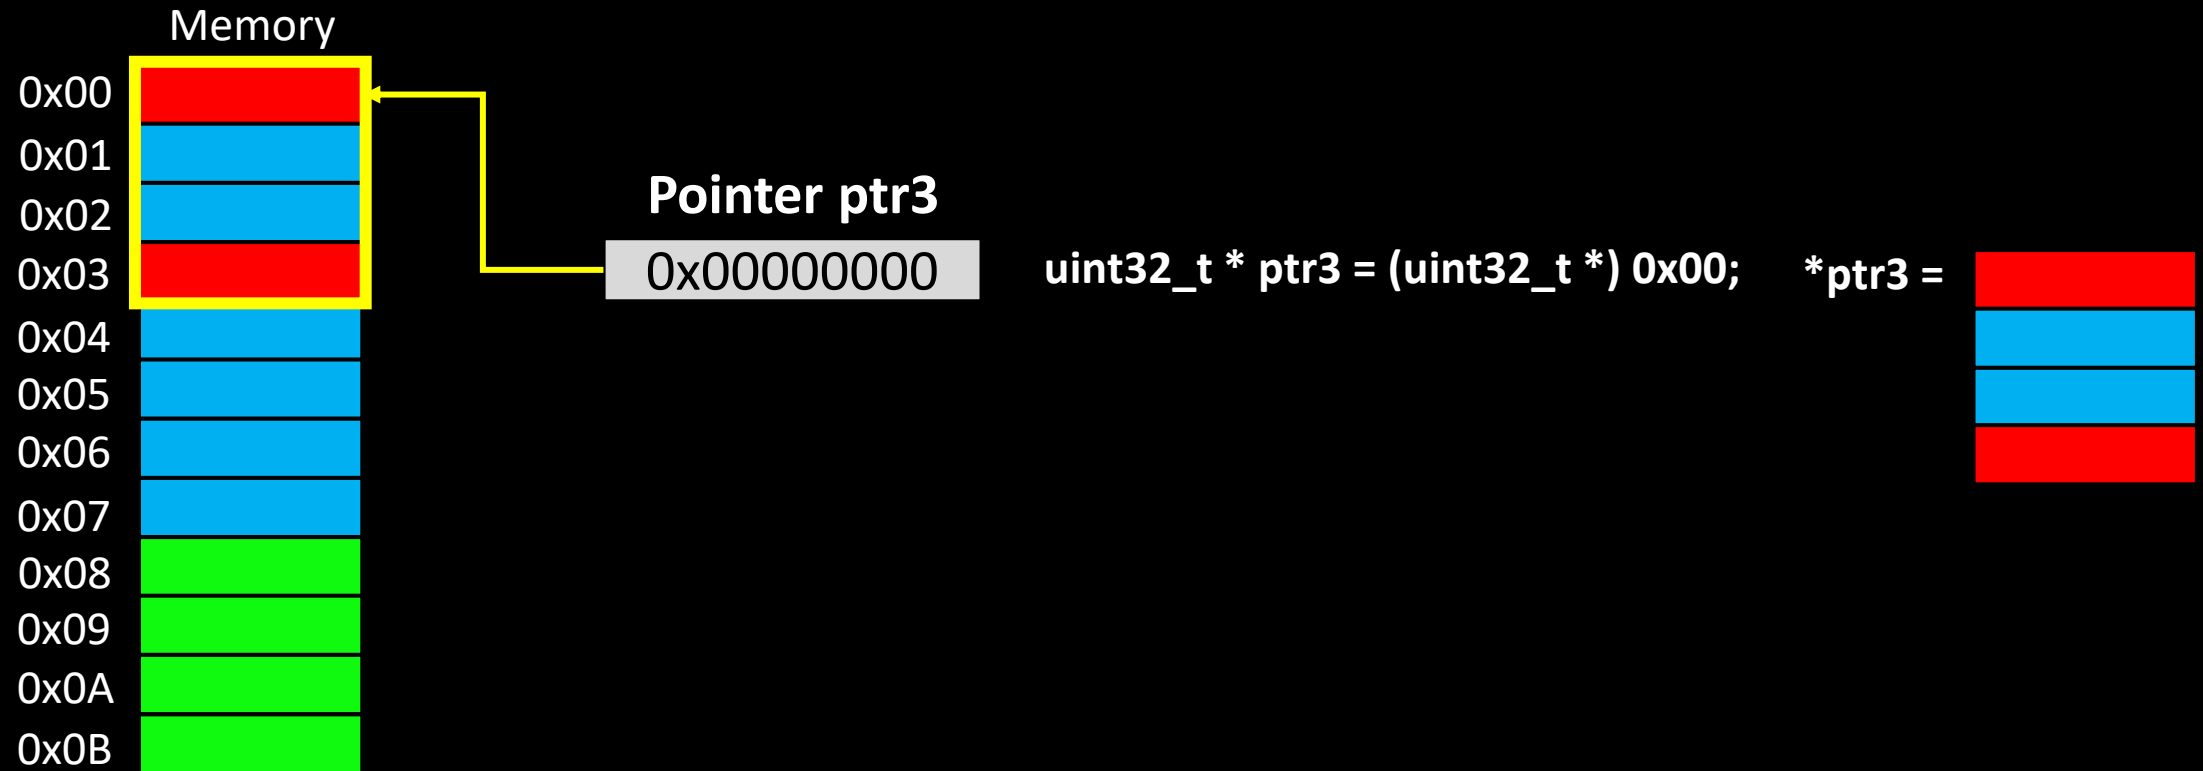 Memory
0x00
0x01
0x02
0x03
0x04
0x05
0x06
0x07
0x08
0x09
0x0A
0x0B
Pointer ptr3
0x00000000
uint32_t * ptr3 = (uint32_t *) 0x00;
*ptr3 =